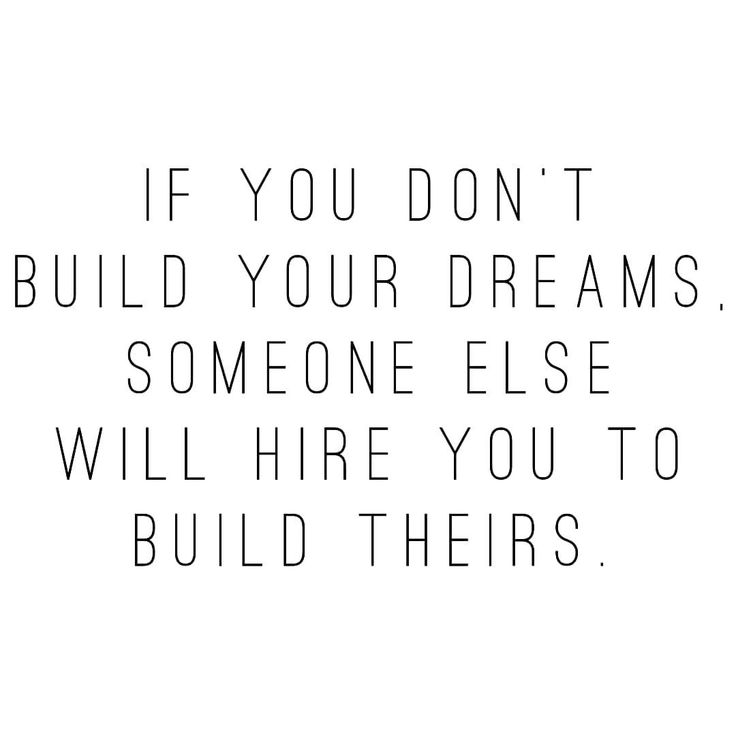 IF YOU DON'T
BUILD YOUR DREAMS,
SOMEONE ELSE
WILL HIRE YOU TO
BUILD THEIRS.